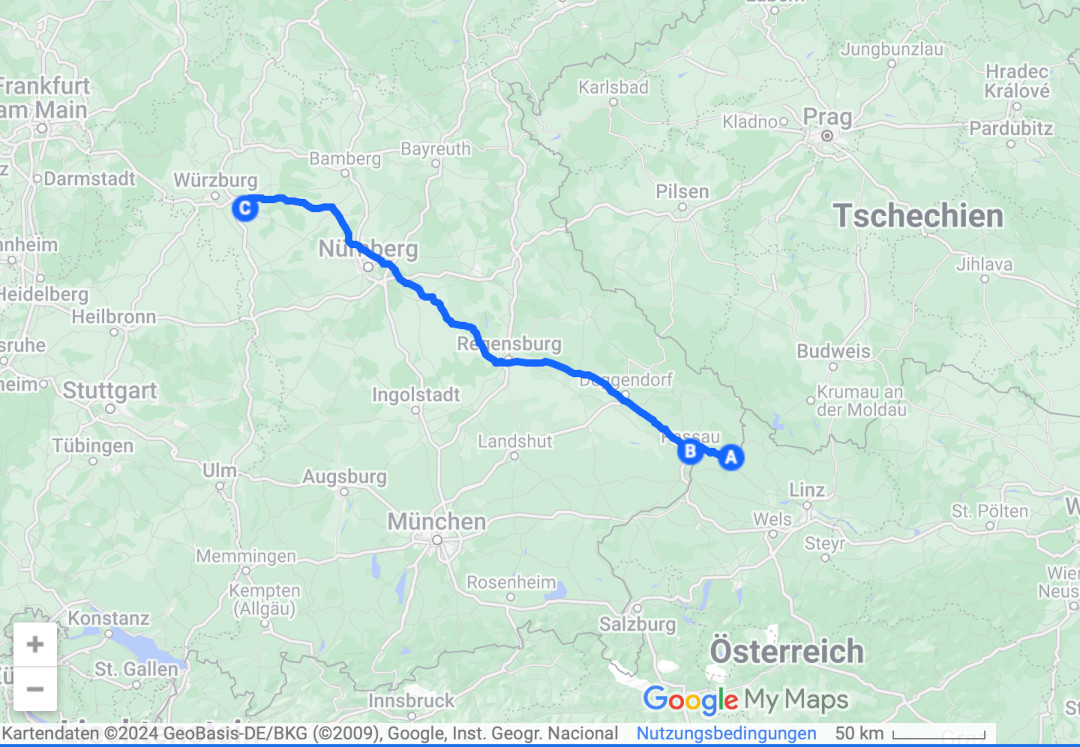 Jungbunzlau
Hradec
Králové
Frankfurt
am Main
Karlsbad
Kladno
Prag
Pardubitz
Bamberg
Bayreuth
Darmstadt
Würzburg
Pilsen
C
Tschechien
Nürnberg
Jihlava
Heidelberg
Heilbronn
Regensburg
Budweis
Stuttgart
Deggendorf
Ingolstadt
Krumau an
der Moldau
Tübingen
Landshut
Passau
B
A
Ulm
Augsburg
Linz
St. Pölten
München
Wels
Steyr
Memmingen
Rosenheim
Kempten
(Allgäu)
Konstanz
Salzburg
+
Österreich
St. Gallen
−
Innsbruck
Google My Maps
Kartendaten ©2024 GeoBasis-DE/BKG (©2009), Google, Inst. Geogr. Nacional Nutzungsbedingungen 50 km